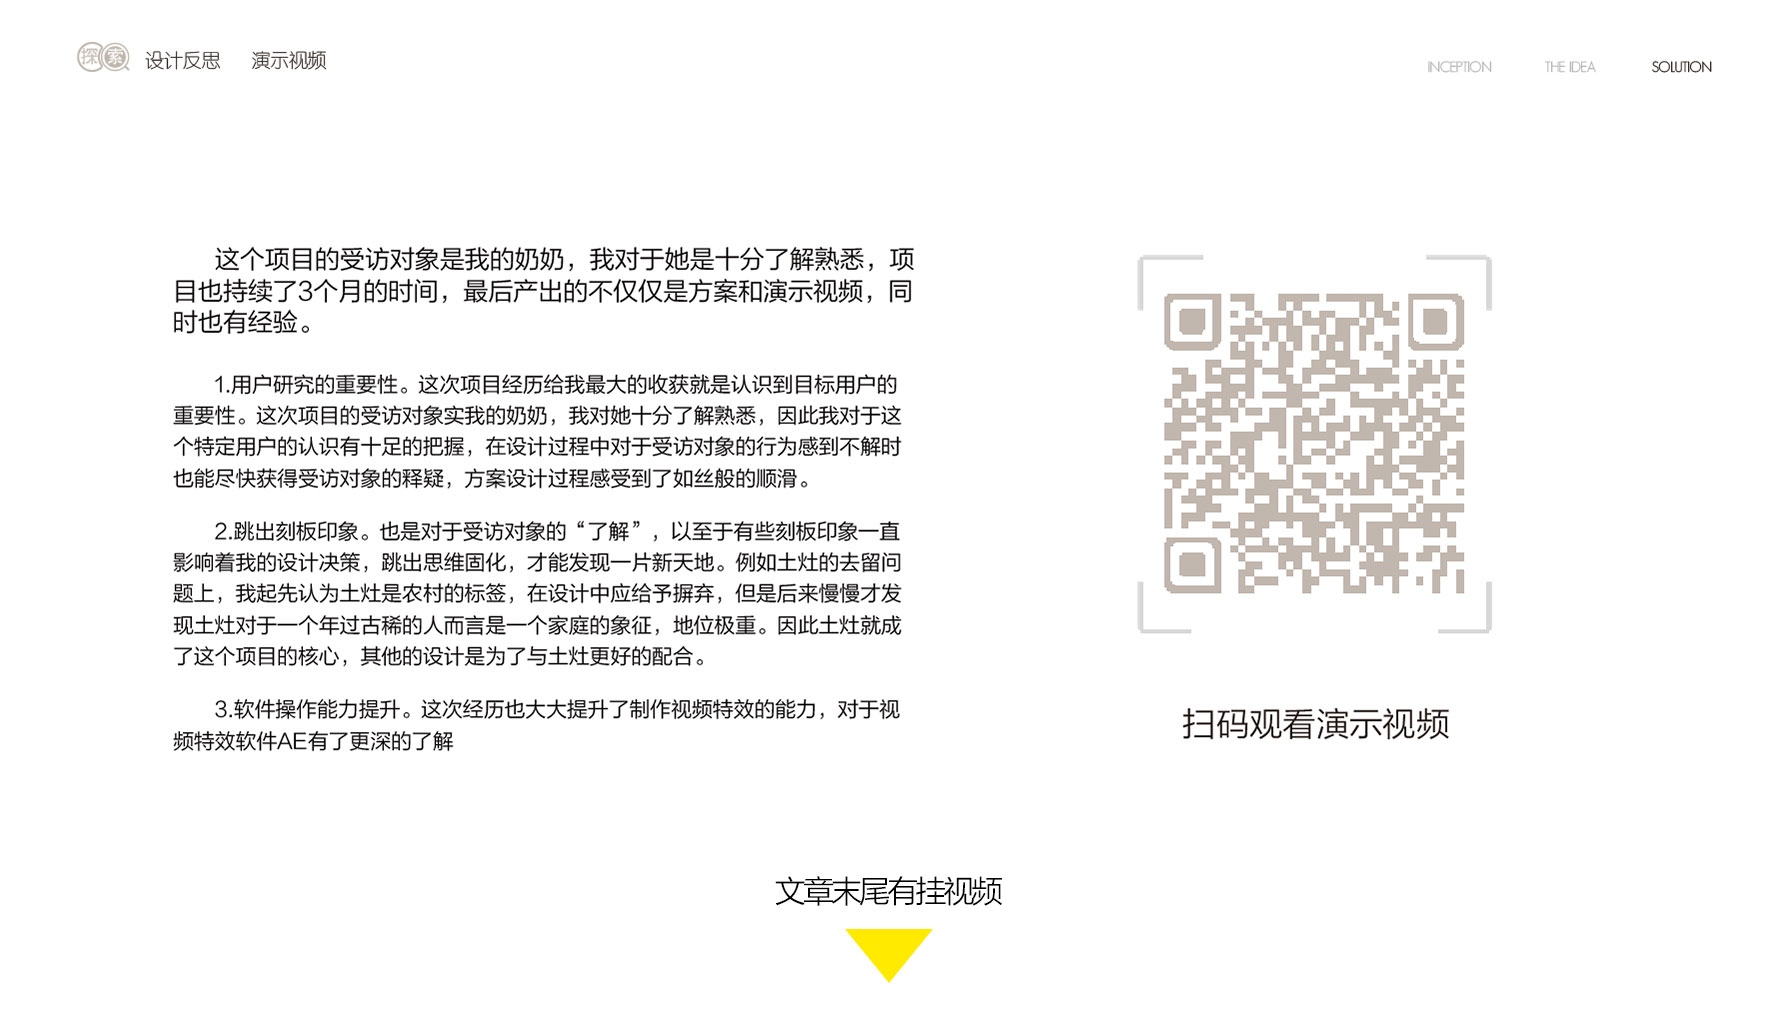 探索 设计反思 演示视频
INCEPTION THE IDEA SOLUTION
这个项目的受访对象是我的奶奶，我对于她是十分了解熟悉，项
目也持续了3个月的时间，最后产出的不仅仅是方案和演示视频，同
时也有经验。
1.用户研究的重要性。这次项目经历给我最大的收获就是认识到目标用户的
重要性。这次项目的受访对象实我的奶奶，我对她十分了解熟悉，因此我对于这
个特定用户的认识有十足的把握，在设计过程中对于受访对象的行为感到不解时
也能尽快获得受访对象的释疑，方案设计过程感受到了如丝般的顺滑。
2.跳出刻板印象。也是对于受访对象的“了解”，以至于有些刻板印象一直
影响着我的设计决策，跳出思维固化，才能发现一片新天地。例如土灶的去留问
题上，我起先认为土灶是农村的标签，在设计中应给予摒弃，但是后来慢慢才发
现土灶对于一个年过古稀的人而言是一个家庭的象征，地位极重。因此土灶就成
了这个项目的核心，其他的设计是为了与土灶更好的配合。
3.软件操作能力提升。这次经历也大大提升了制作视频特效的能力，对于视
频特效软件AE有了更深的了解
扫码观看演示视频
文章末尾有挂视频